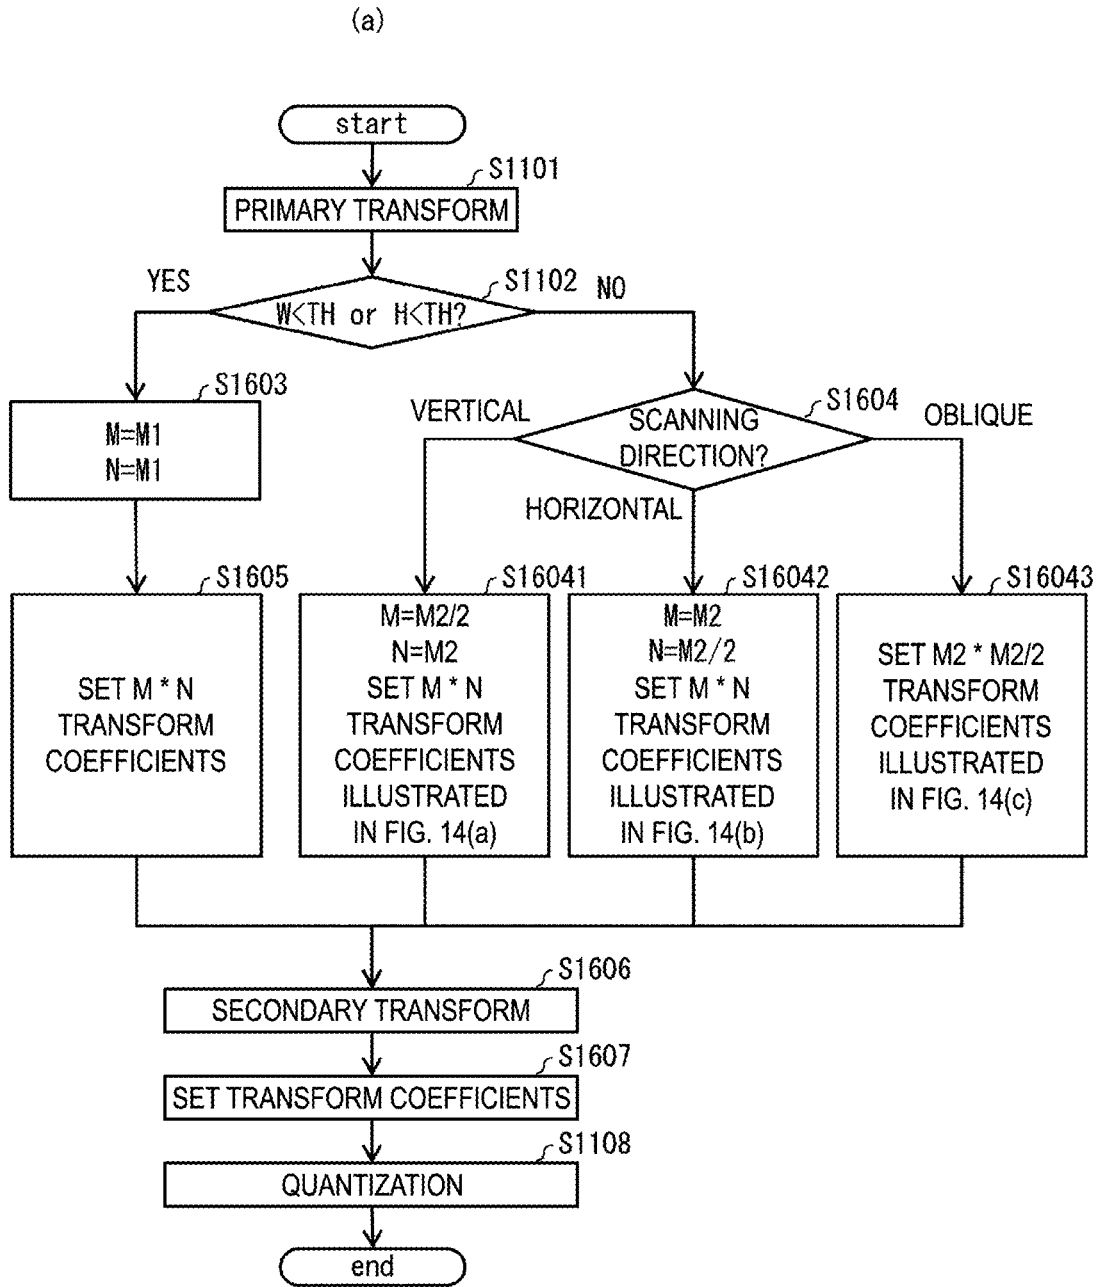 (a)
start
S1101
PRIMARY TRANSFORM
YES
S1102
NO
W<TH or H<TH?
S1603
M=M1
N=M1
VERTICAL
S1604
OBLIQUE
SCANNING
DIRECTION?
HORIZONTAL
S1605
SET M * N
TRANSFORM
COEFFICIENTS
S16041
M=M2/2
N=M2
SET M * N
TRANSFORM
COEFFICIENTS
ILLUSTRATED
IN FIG. 14(a)
S16042
M=M2
N=M2/2
SET M * N
TRANSFORM
COEFFICIENTS
ILLUSTRATED
IN FIG. 14(b)
S16043
SET M2 * M2/2
TRANSFORM
COEFFICIENTS
ILLUSTRATED
IN FIG. 14(c)
S1606
SECONDARY TRANSFORM
S1607
SET TRANSFORM COEFFICIENTS
S1108
QUANTIZATION
end